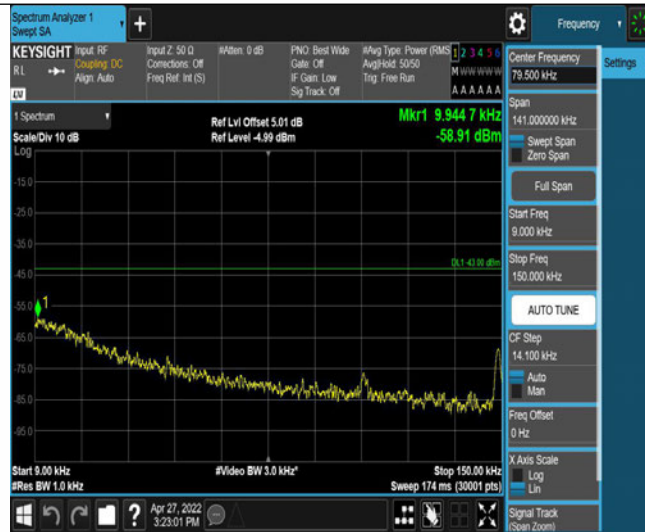 Spectrum Analyzer 1
Swept SA
Frequency
KEYSIGHT
Input: RF
Coupling: DC
Align: Auto
Input Z: 50 Ω
Corrections: Off
Freq Ref: Int (S)
#Atten: 0 dB
PNO: Best Wide
Gate: Off
IF Gain: Low
Sig Track: Off
#Avg Type: Power (RMS
Avg|Hold: 50/50
Trig: Free Run
1 2 3 4 5 6
M W W W W W
A A A A A A
R L
LXI
1 Spectrum
Scale/Div 10 dB
Log
Ref Lvl Offset 5.01 dB
Ref Level -4.99 dBm
Mkr1 9.944 7 kHz
-58.91 dBm
-15.0
-25.0
-35.0
DL1 -43.00 dBm
-45.0
-55.0
1
-65.0
-75.0
-85.0
-95.0
Start 9.00 kHz
#Res BW 1.0 kHz
#Video BW 3.0 kHz*
Stop 150.00 kHz
Sweep 174 ms (30001 pts)
?
Apr 27, 2022
3:23:01 PM
Center Frequency
79.500 kHz
Settings
Span
141.000000 kHz
Swept Span
Zero Span
Full Span
Start Freq
9.000 kHz
Stop Freq
150.000 kHz
AUTO TUNE
CF Step
14.100 kHz
Auto
Man
Freq Offset
0 Hz
X Axis Scale
Log
Lin
Signal Track
(Span Zoom)